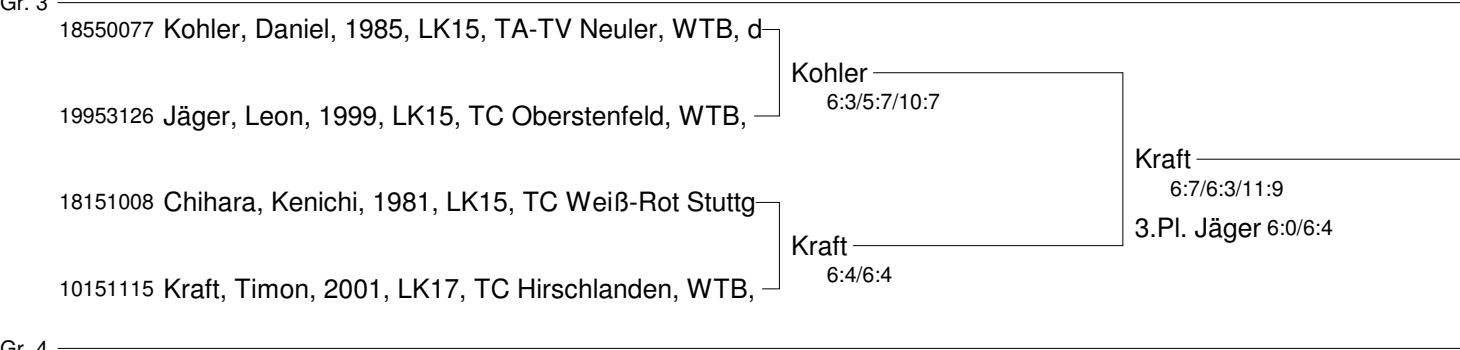 Gr. 3
18550077 Kohler, Daniel, 1985, LK15, TA-TV Neuler, WTB, d
Kohler
6:3/5:7/10:7
19953126 Jäger, Leon, 1999, LK15, TC Oberstenfeld, WTB,
Kraft
6:7/6:3/11:9
18151008 Chihara, Kenichi, 1981, LK15, TC Weiß-Rot Stuttg
3.Pl. Jäger 6:0/6:4
Kraft
6:4/6:4
10151115 Kraft, Timon, 2001, LK17, TC Hirschlanden, WTB,
Gr. 4